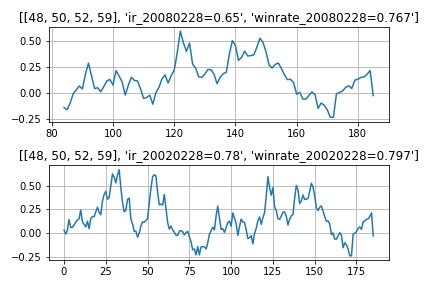 [[48, 50, 52, 59], 'ir_20080228=0.65', 'winrate_20080228=0.767']
0.50
0.25
0.00
−0.25
80 100 120 140 160 180
[[48, 50, 52, 59], 'ir_20020228=0.78', 'winrate_20020228=0.797']
0.50
0.25
0.00
−0.25
0 25 50 75 100 125 150 175